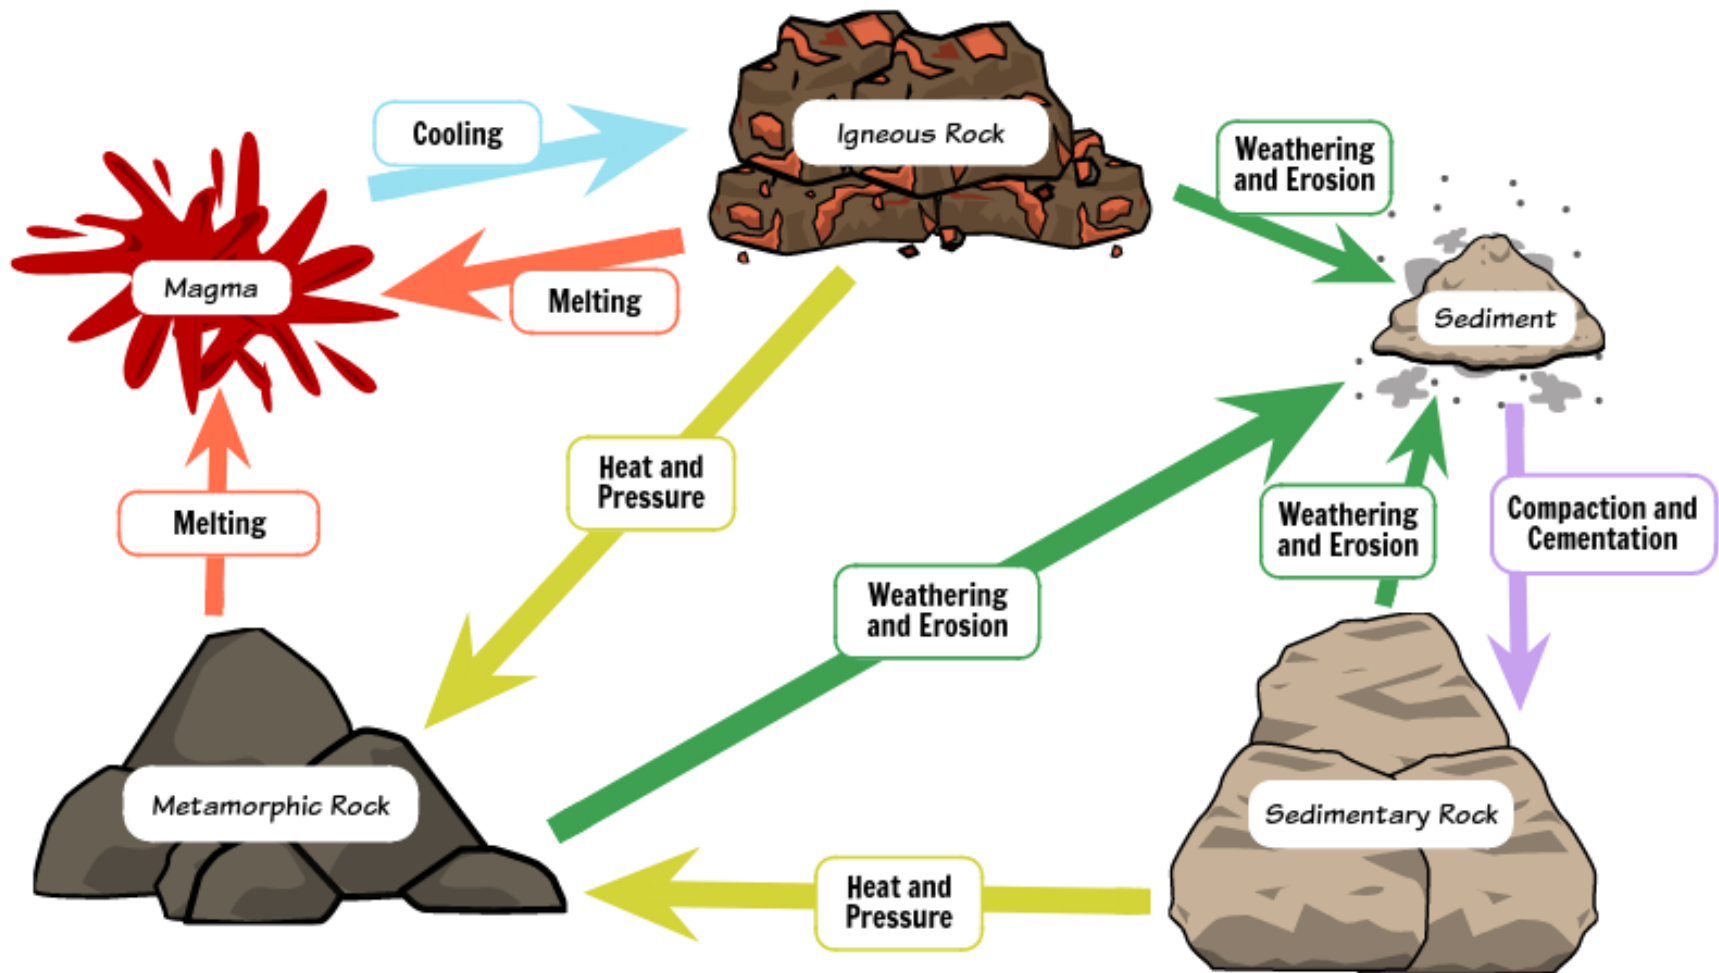 Cooling
Igneous Rock
Weathering
and Erosion
Magma
Melting
Sediment
Heat and
Pressure
Melting
Weathering
and Erosion
Compaction and
Cementation
Weathering
and Erosion
Metamorphic Rock
Sedimentary Rock
Heat and
Pressure